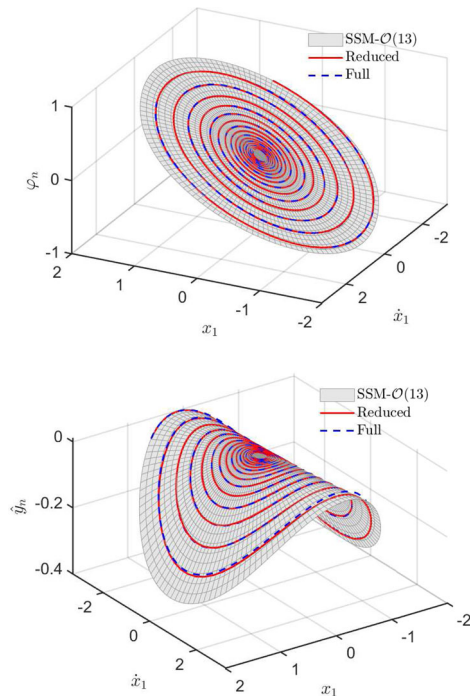 SSM-𝒪(13)
Reduced
Full
1
0
-1
φₙ
2
1
0
-1
-2
x₁
2
0
-2
ẋ₁
SSM-𝒪(13)
Reduced
Full
0
-0.2
-0.4
ŷₙ
-2
0
2
ẋ₁
2
1
0
-1
-2
x₁